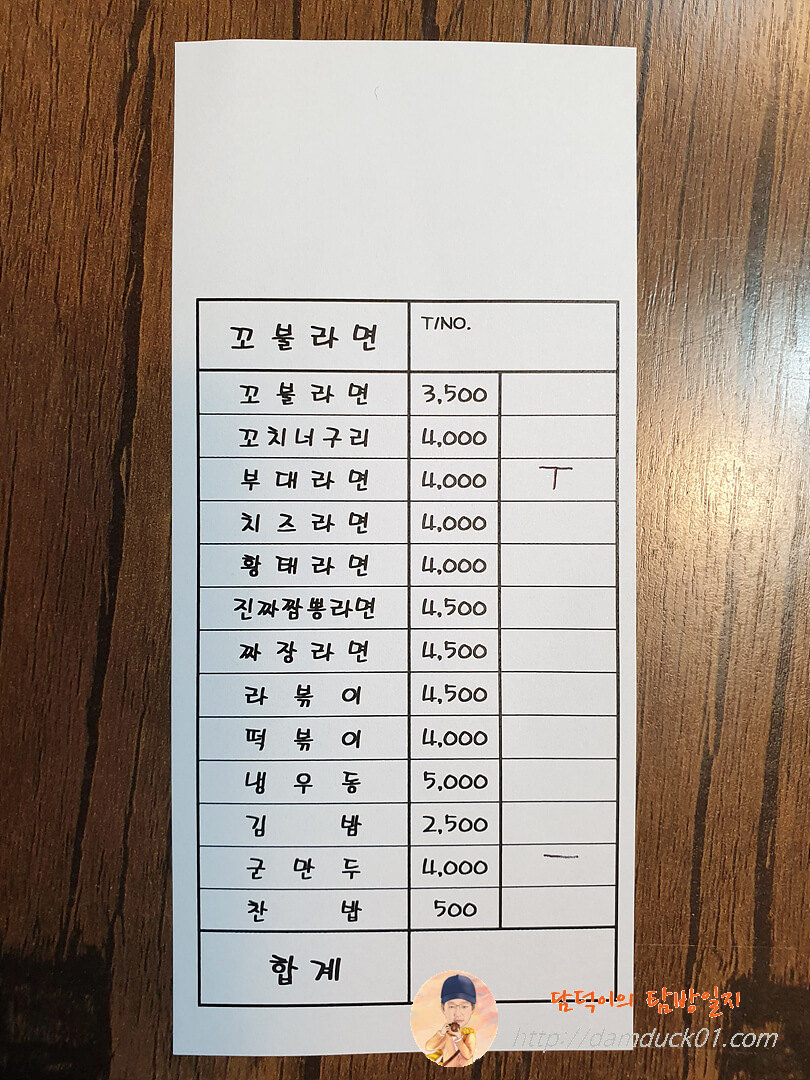 꼬불라면 T/NO.
꼬불라면 3,500
꼬치너구리 4,000
부대라면 4,000 T
치즈라면 4,000
황태라면 4,000
진짜짬뽕라면 4,500
짜장라면 4,500
라볶이 4,500
떡볶이 4,000
냄우동 5,000
김밥 2,500
군만두 4,000 一
찬밥 500
합계
담덕이의 탐방일지
http://damduck01.com